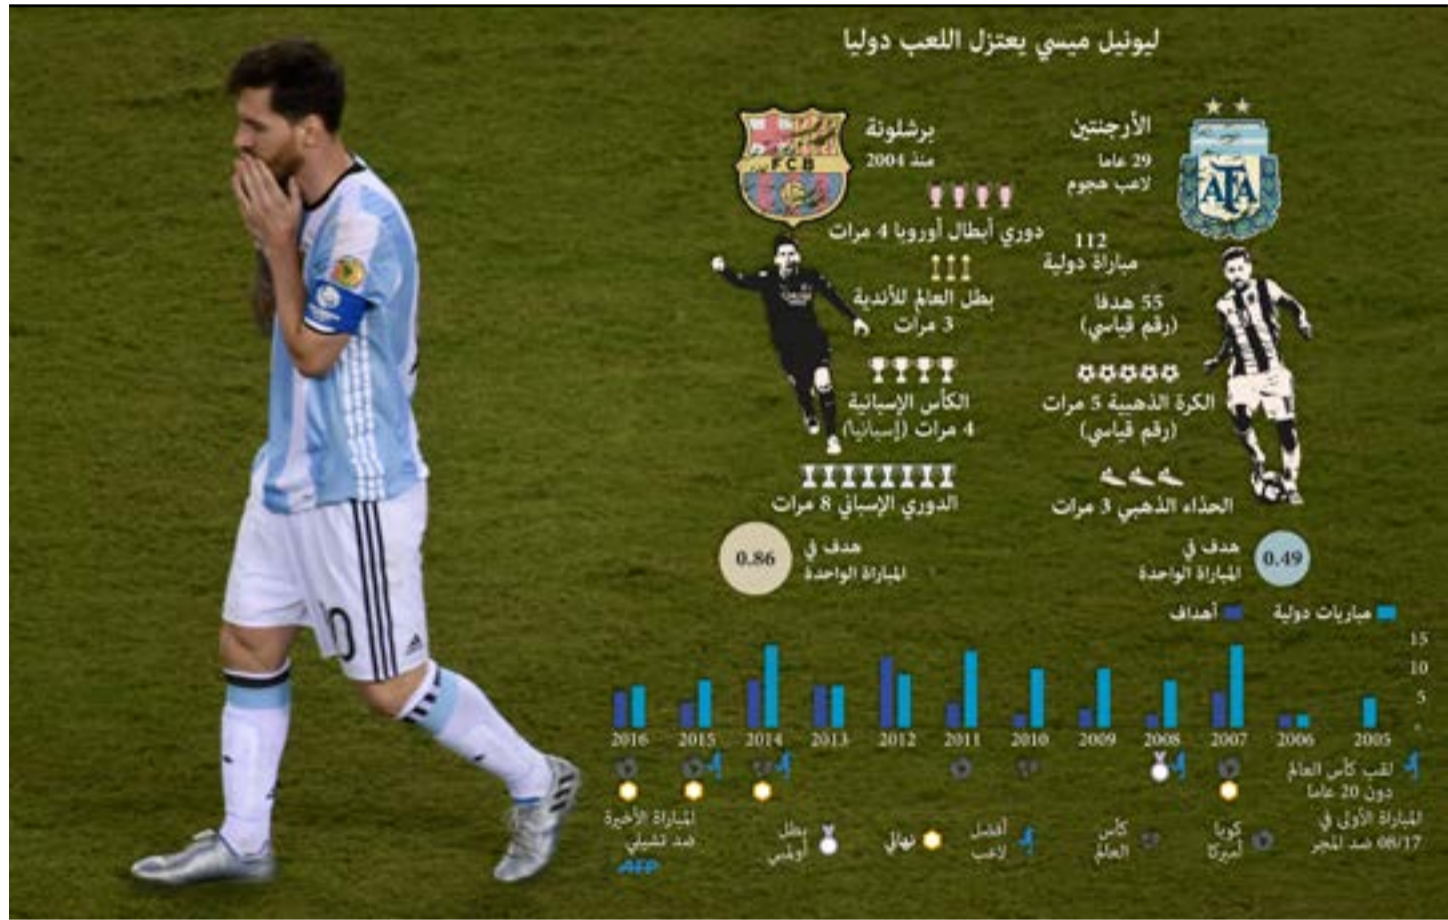 ليونيل ميسي يعتزل اللعب دوليا
الأرجنتين
29 عاما
لاعب هجوم
AFA
112
مباراة دولية
55 هدفا
(رقم قياسي)
الكرة الذهبية 5 مرات
(رقم قياسي)
الحذاء الذهبي 3 مرات
0.49
هدف في
المباراة الواحدة
برشلونة
منذ 2004
FCB
دوري أبطال أوروبا 4 مرات
بطل العالم للأندية
3 مرات
الكأس الإسبانية
4 مرات (إسبانيا)
الدوري الإسباني 8 مرات
هدف في
المباراة الواحدة
0.86
مباريات دولية
أهداف
15
10
5
2005
2006
2007
2008
2009
2010
2011
2012
2013
2014
2015
2016
لقب كأس العالم
دون 20 عاما
المباراة الأولى في
08/17 ضد المجر
كوبا
أميركا
كأس
العالم
أفضل
لاعب
نهائي
بطل
أولمبي
المباراة الأخيرة
ضد تشيلي
AFP